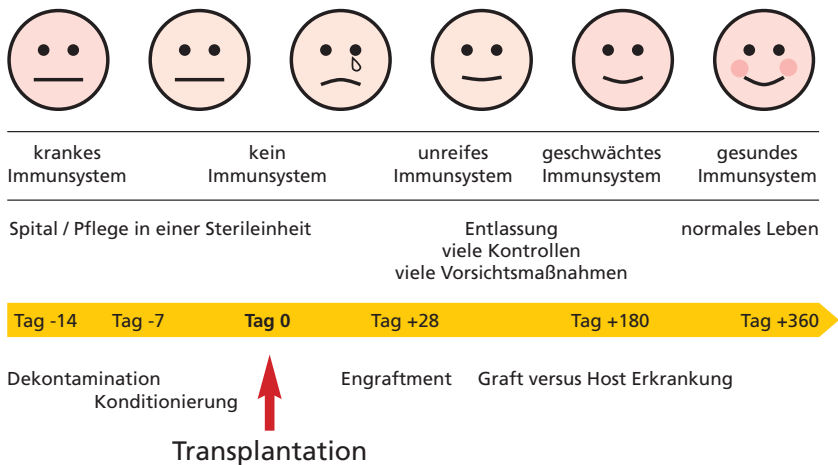 krankes
Immunsystem
kein
Immunsystem
unreifes
Immunsystem
geschwächtes
Immunsystem
gesundes
Immunsystem
Spital / Pflege in einer Sterileinheit
Entlassung
viele Kontrollen
viele Vorsichtsmaßnahmen
normales Leben
Tag -14 Tag -7 Tag 0 Tag +28 Tag +180 Tag +360
Dekontamination
Konditionierung
Engraftment
Graft versus Host Erkrankung
Transplantation